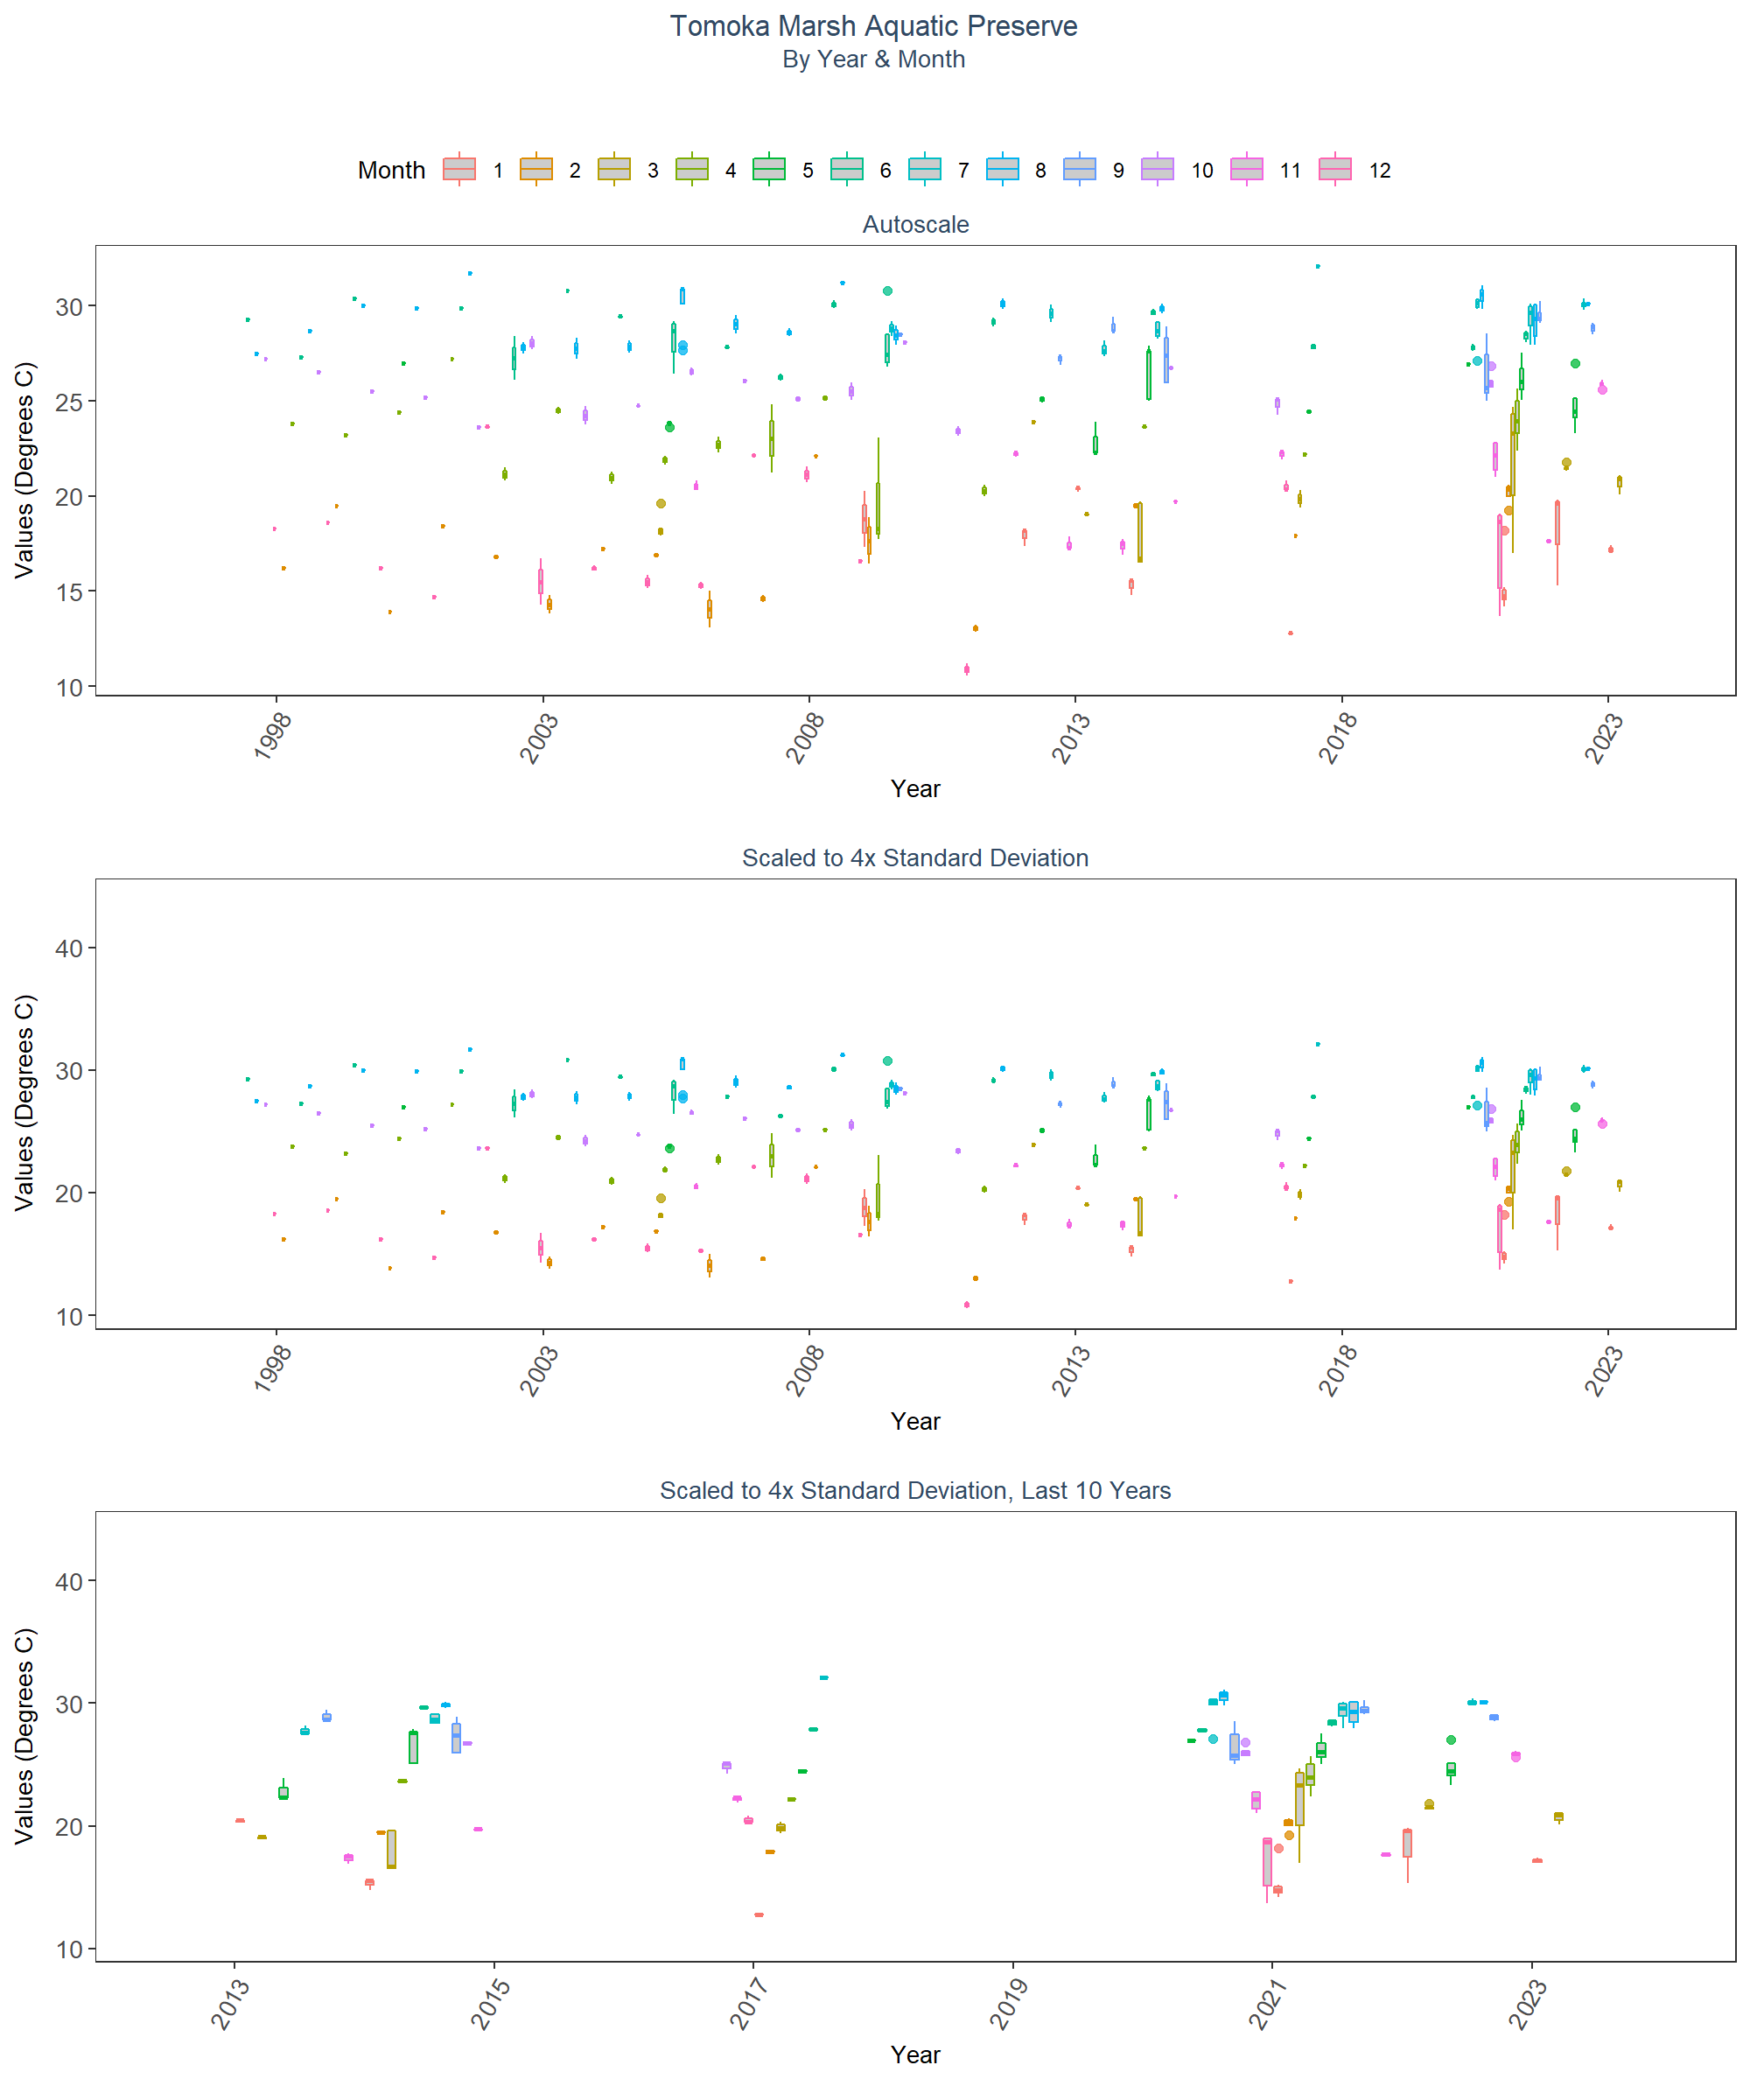 Tomoka Marsh Aquatic Preserve
By Year & Month
Month 1 2 3 4 5 6 7 8 9 10 11 12
Autoscale
Values (Degrees C)
30
25
20
15
10
1998 2003 2008 2013 2018 2023
Year
Scaled to 4x Standard Deviation
Values (Degrees C)
40
30
20
10
1998 2003 2008 2013 2018 2023
Year
Scaled to 4x Standard Deviation, Last 10 Years
Values (Degrees C)
40
30
20
10
2013 2015 2017 2019 2021 2023
Year